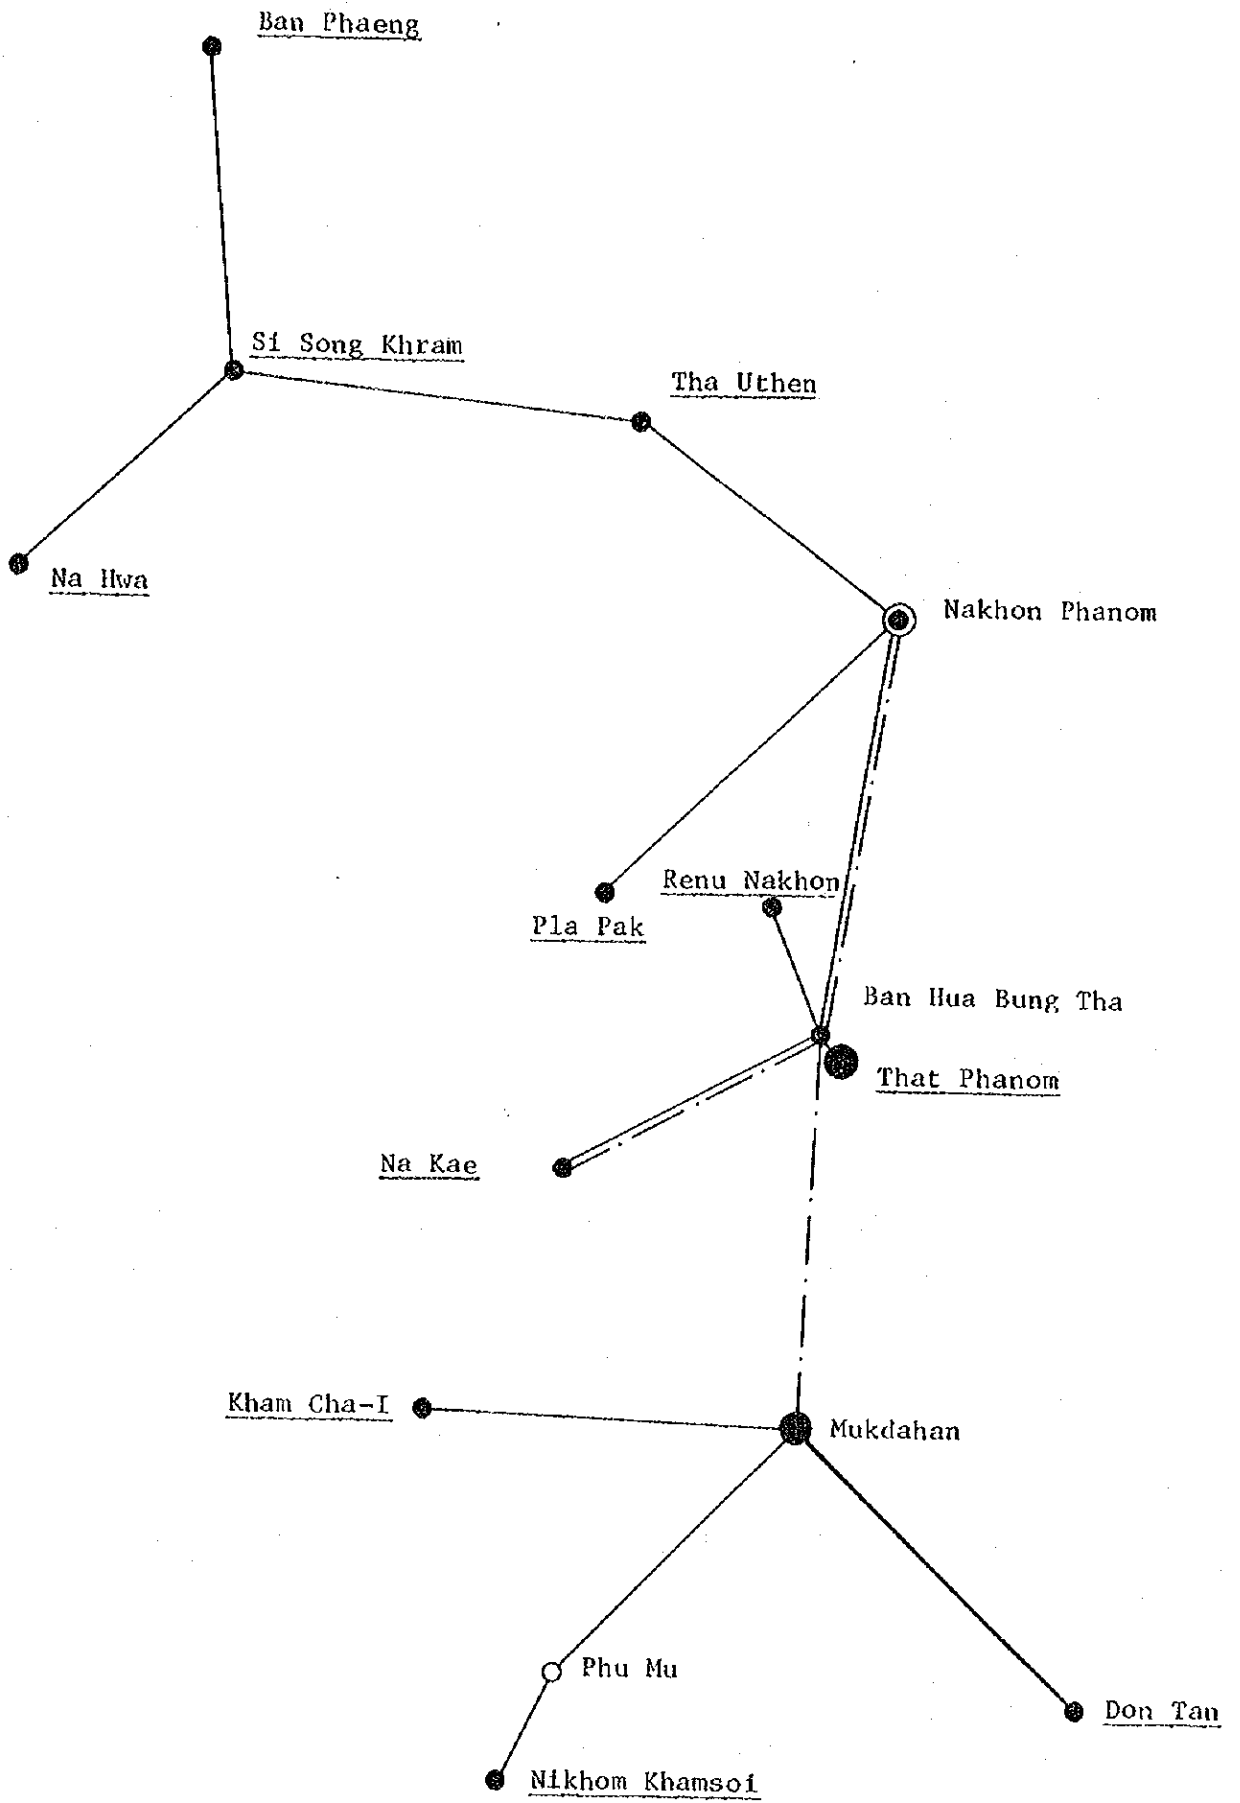 Ban Phaeng
Si Song Khram
Tha Uthen
Na Hwa
Nakhon Phanom
Renu Nakhon
Pla Pak
Ban Hua Bung Tha
That Phanom
Na Kae
Kham Cha-I
Mukdahan
Phu Mu
Don Tan
Nikhom Khamsoi